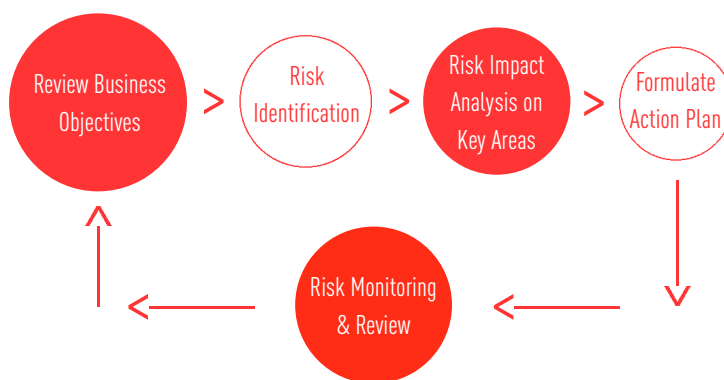 Review Business
Objectives
Risk
Identification
Risk Impact
Analysis on
Key Areas
Formulate
Action Plan
Risk Monitoring
& Review